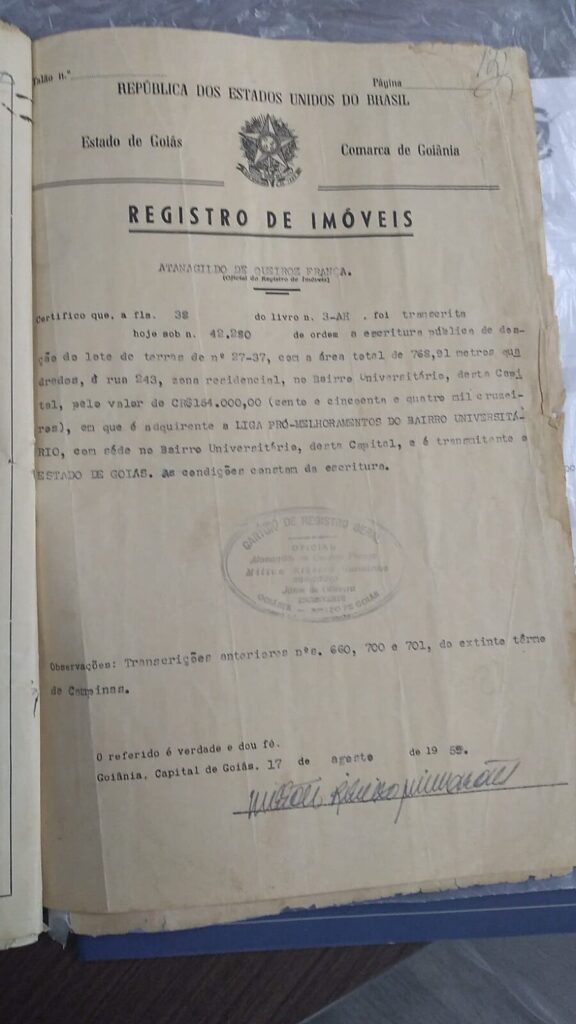 Talão n.º
Página
REPÚBLICA DOS ESTADOS UNIDOS DO BRASIL
Estado de Goiás
Comarca de Goiânia
REGISTRO DE IMÓVEIS
ATANAGILDO DE QUEIROZ FRANÇA.
(Oficial do Registro de Imóveis)
Certifico que, a fls. 38 do livro n. 3-AH , foi transcrita
hoje sob n. 42.280 de ordem a escritura pública de doa-
ção do lote de terras de nº 27-37, com a área total de 768,91 metros qua
drados, á rua 243, zona residencial, no Bairro Universitário, desta Capi
tal, pelo valor de CR$154.000,00 (cento e cincoenta e quatro mil cruzei-
ros), em que é adquirente a LIGA PRÓ-MELHORAMENTOS DO BAIRRO UNIVERSITÁ-
RIO, com séde no Bairro Universitário, desta Capital, e é transmitente o
ESTADO DE GOIÁS. As condições constam da escritura.
CARTÓRIO DE REGISTRO GERAL
OFICIAL
GOIÂNIA - ESTADO DE GOIÁS
Observações: Transcrições anteriores nºs. 660, 700 e 701, do extinto têrmo
de Campinas.
O referido é verdade e dou fé.
Goiânia, Capital de Goiás, 17 de agosto de 19